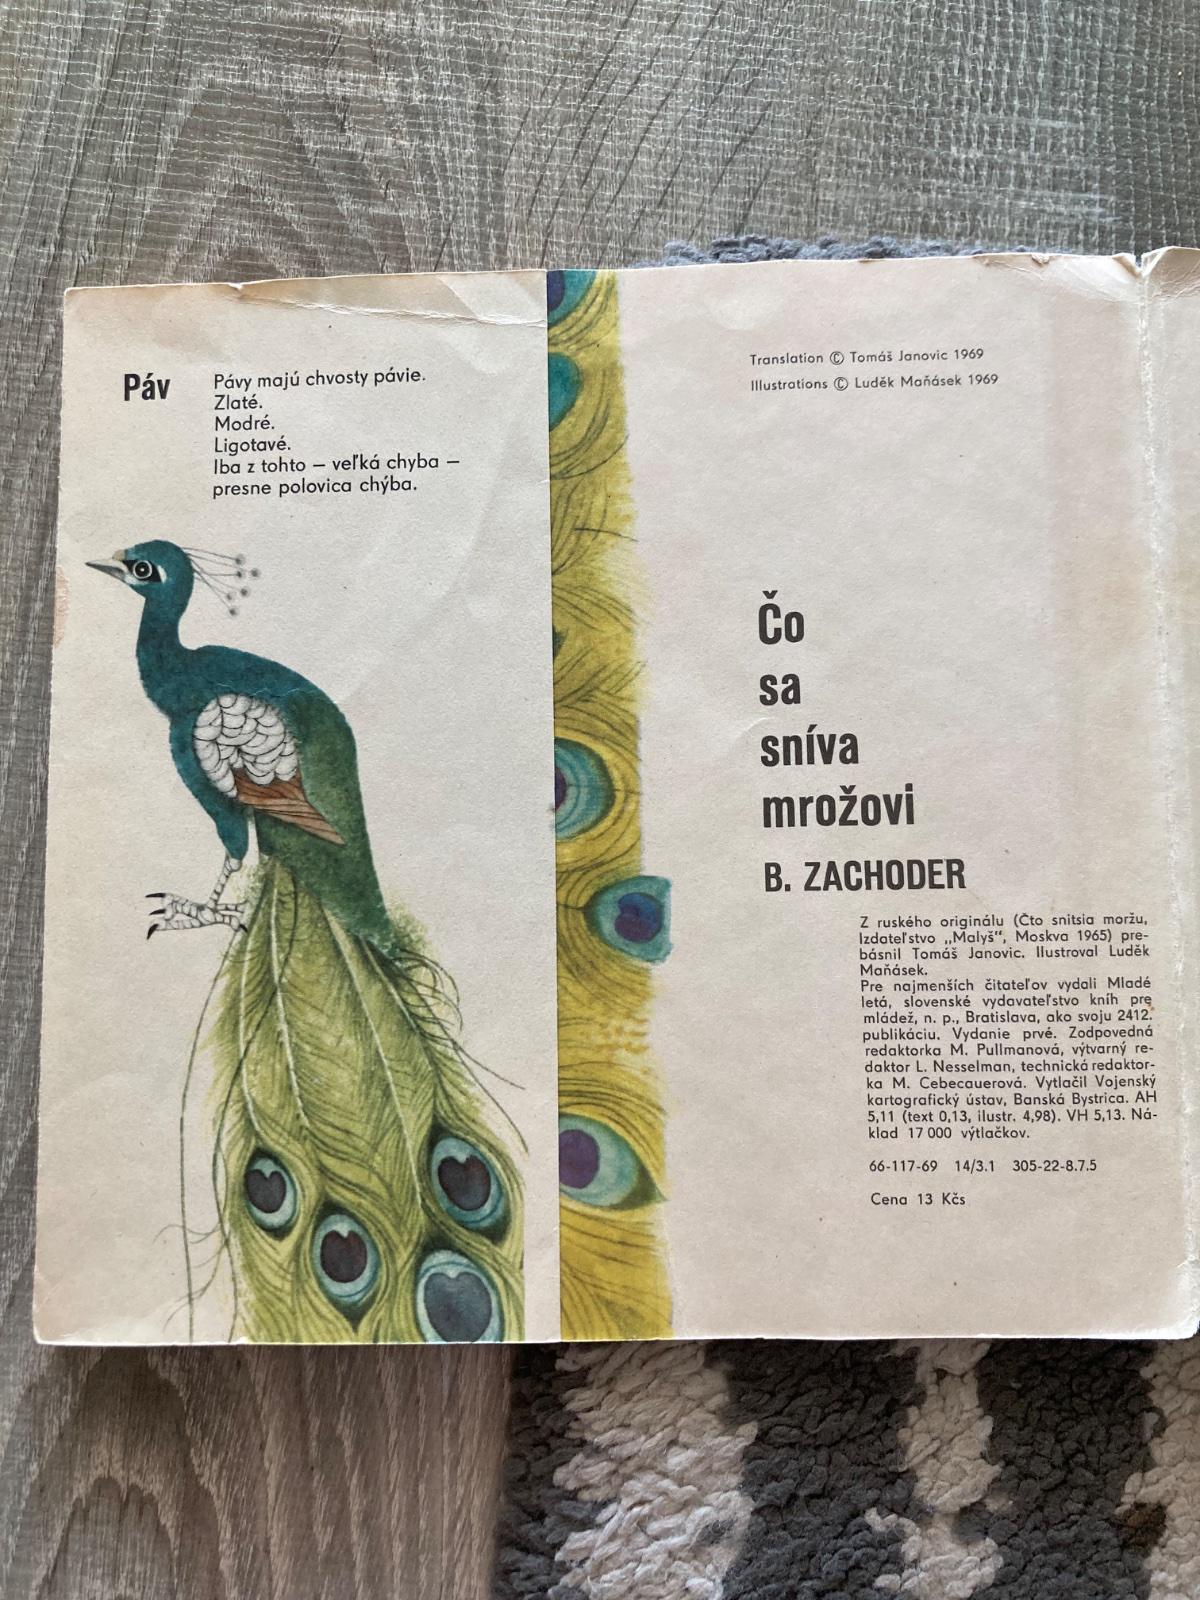 Páv
Pávy majú chvosty pávie.
Zlaté.
Modré.
Ligotavé.
Iba z tohto — veľká chyba —
presne polovica chýba.
Translation © Tomáš Janovic 1969
Illustrations © Luděk Maňásek 1969
Čo
sa
sníva
mrožovi
B. ZACHODER
Z ruského originálu (Čto snitsia moržu,
Izdateľstvo „Malyš“, Moskva 1965) pre-
básnil Tomáš Janovic. Ilustroval Luděk
Maňásek.
Pre najmenších čitateľov vydali Mladé
letá, slovenské vydavateľstvo kníh pre
mládež, n. p., Bratislava, ako svoju 2412.
publikáciu. Vydanie prvé. Zodpovedná
redaktorka M. Pullmanová, výtvarný re-
daktor L. Nesselman, technická redaktor-
ka M. Cebecauerová. Vytlačil Vojenský
kartografický ústav, Banská Bystrica. AH
5,11 (text 0,13, ilustr. 4,98). VH 5,13. Ná-
klad 17 000 výtlačkov.
66-117-69 14/3.1 305-22-8.7.5
Cena 13 Kčs